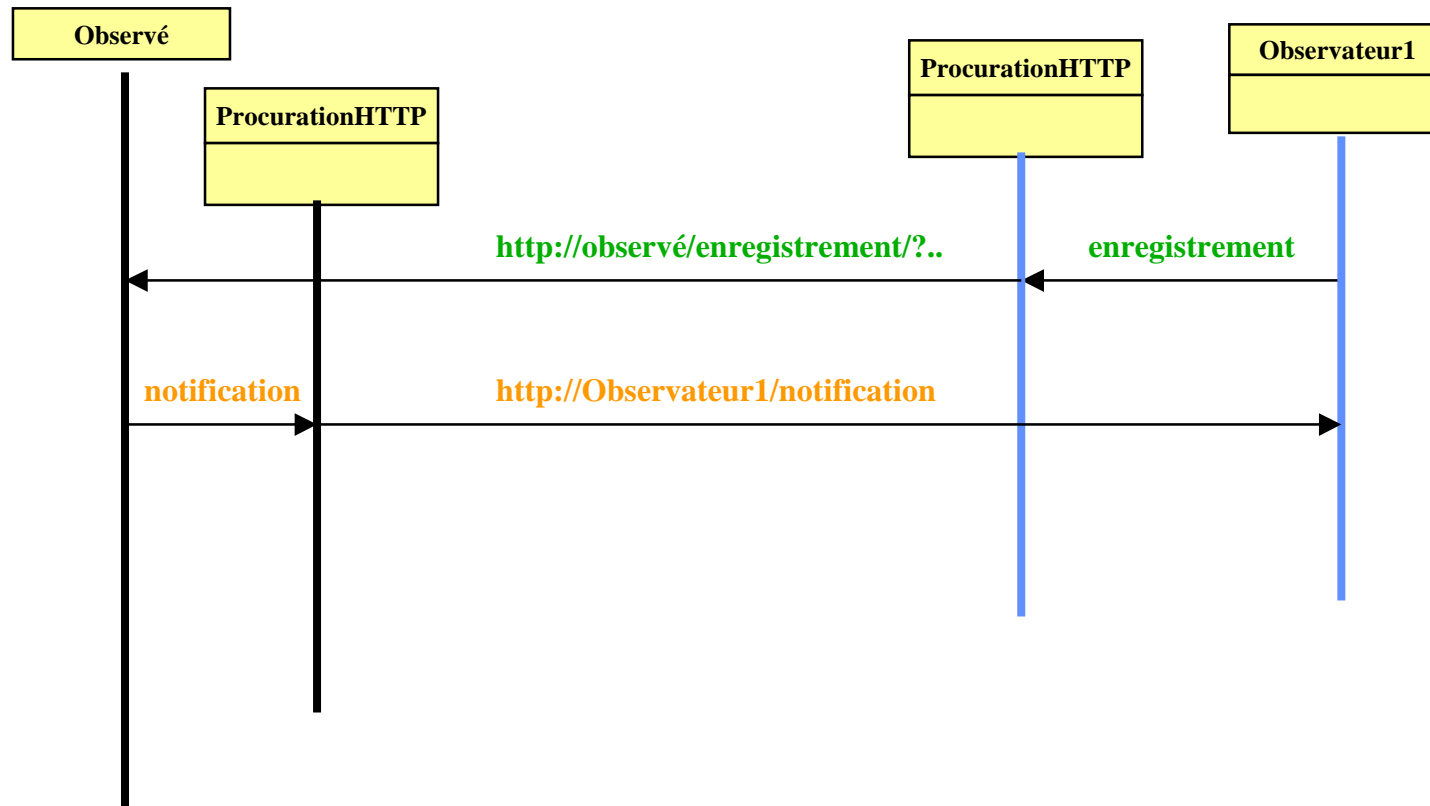 Observé
ProcurationHTTP
ProcurationHTTP
Observateur1
http://observé/enregistrement/?..
enregistrement
notification
http://Observateur1/notification